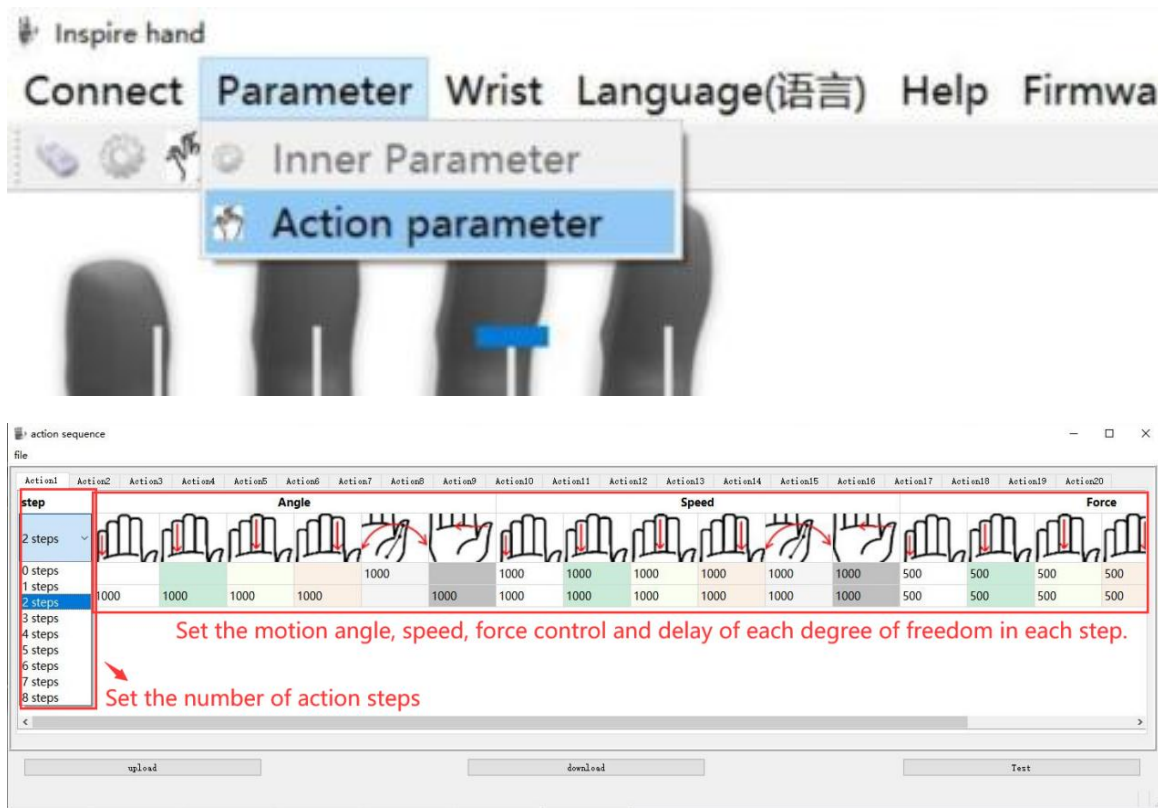 Inspire hand
Connect Parameter Wrist Language(语言) Help Firmwa
Inner Parameter
Action parameter
action sequence
file
Action1 Action2 Action3 Action4 Action5 Action6 Action7 Action8 Action9 Action10 Action11 Action12 Action13 Action14 Action15 Action16 Action17 Action18 Action19 Action20
step Angle Speed Force
2 steps
0 steps 1000 1000 1000 1000 1000 1000 1000 500 500 500 500
1 steps
2 steps 1000 1000 1000 1000 1000 1000 1000 1000 1000 1000 1000 500 500 500 500
3 steps
4 steps
5 steps
6 steps
7 steps
8 steps
Set the motion angle, speed, force control and delay of each degree of freedom in each step.
Set the number of action steps
upload download Test